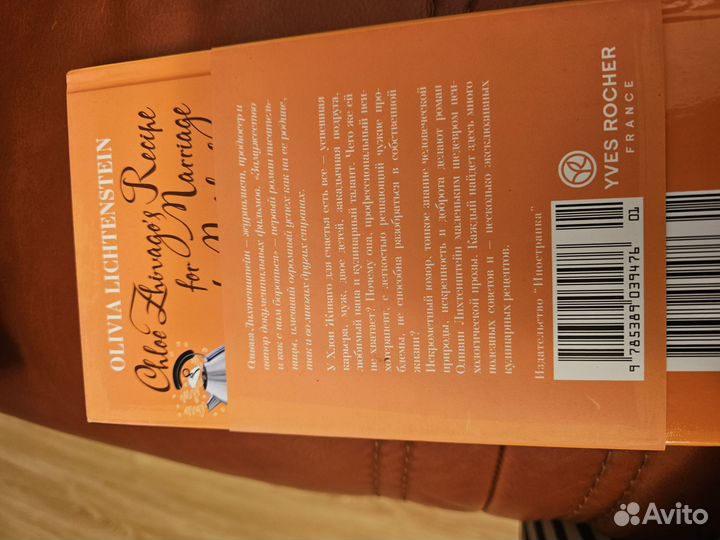 OLIVIA LICHTENSTEIN
Chloe Zhivago's Recipe
for Marriage
Оливия Лихтенштейн – журналист, продюсер и
автор документальных фильмов. «Замужество
и как с ним бороться» – первый роман писатель-
ницы, имевший огромный успех как на ее родине,
так и во многих других странах.
У Хлои Живаго для счастья есть все – успешная
карьера, муж, двое детей, закадычная подруга,
любимый папа и кулинарный талант. Чего же ей
не хватает? Почему она, профессиональный пси-
хотерапевт, с легкостью решающий чужие про-
блемы, не способна разобраться в собственной
жизни?
Искрометный юмор, тонкое знание человеческой
природы, искренность и доброта делают роман
Оливии Лихтенштейн маленьким шедевром пси-
хологической прозы. Каждый найдет здесь много
полезных советов и – несколько эксклюзивных
кулинарных рецептов.
Издательство "Иностранка"
YVES ROCHER
FRANCE
9 785389 039476
01
Avito